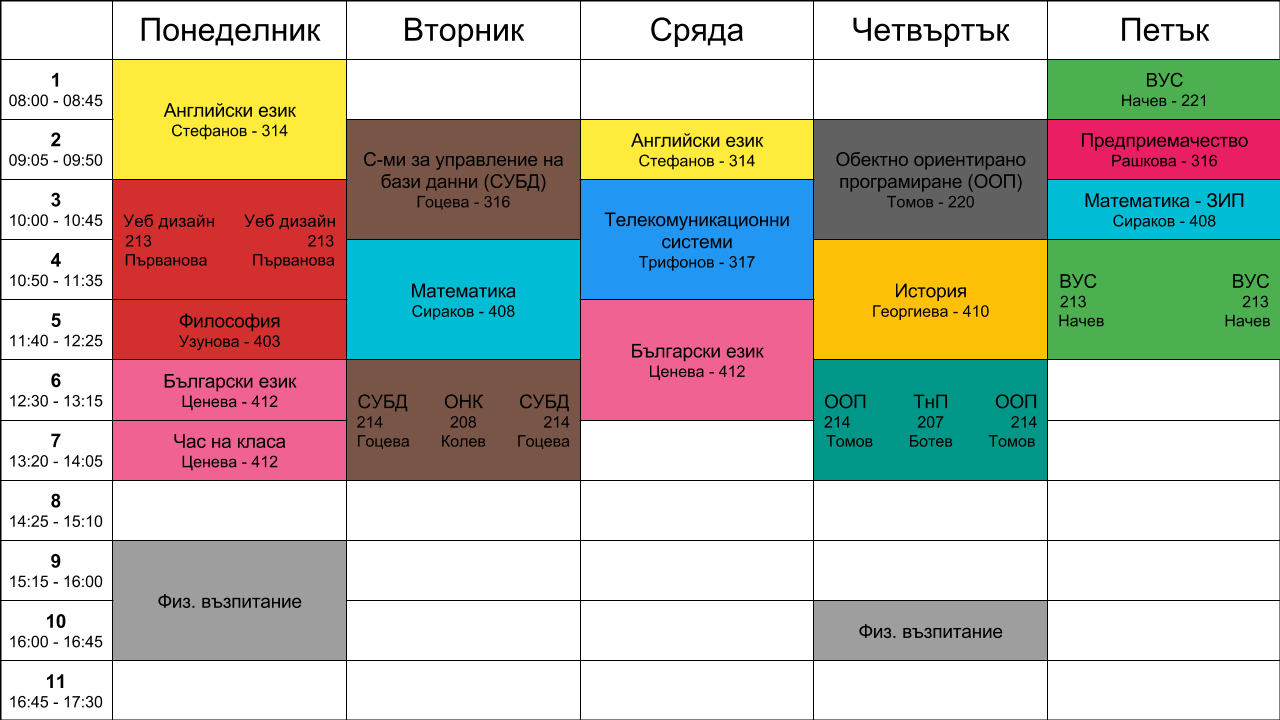 Понеделник Вторник Сряда Четвъртък Петък
1
08:00 - 08:45
Английски език
Стефанов - 314
ВУС
Начев - 221
2
09:05 - 09:50
С-ми за управление на
бази данни (СУБД)
Гоцева - 316
Английски език
Стефанов - 314
Обектно ориентирано
програмиране (ООП)
Томов - 220
Предприемачество
Рашкова - 316
3
10:00 - 10:45
Уеб дизайн Уеб дизайн
213 213
Първанова Първанова
Телекомуникационни
системи
Трифонов - 317
Математика - ЗИП
Сираков - 408
4
10:50 - 11:35
Математика
Сираков - 408
История
Георгиева - 410
ВУС ВУС
213 213
Начев Начев
5
11:40 - 12:25
Философия
Узунова - 403
Български език
Ценева - 412
6
12:30 - 13:15
Български език
Ценева - 412
СУБД ОНК СУБД
214 208 214
Гоцева Колев Гоцева
ООП ТнП ООП
214 207 214
Томов Ботев Томов
7
13:20 - 14:05
Час на класа
Ценева - 412
8
14:25 - 15:10
9
15:15 - 16:00
Физ. възпитание
10
16:00 - 16:45
Физ. възпитание
11
16:45 - 17:30